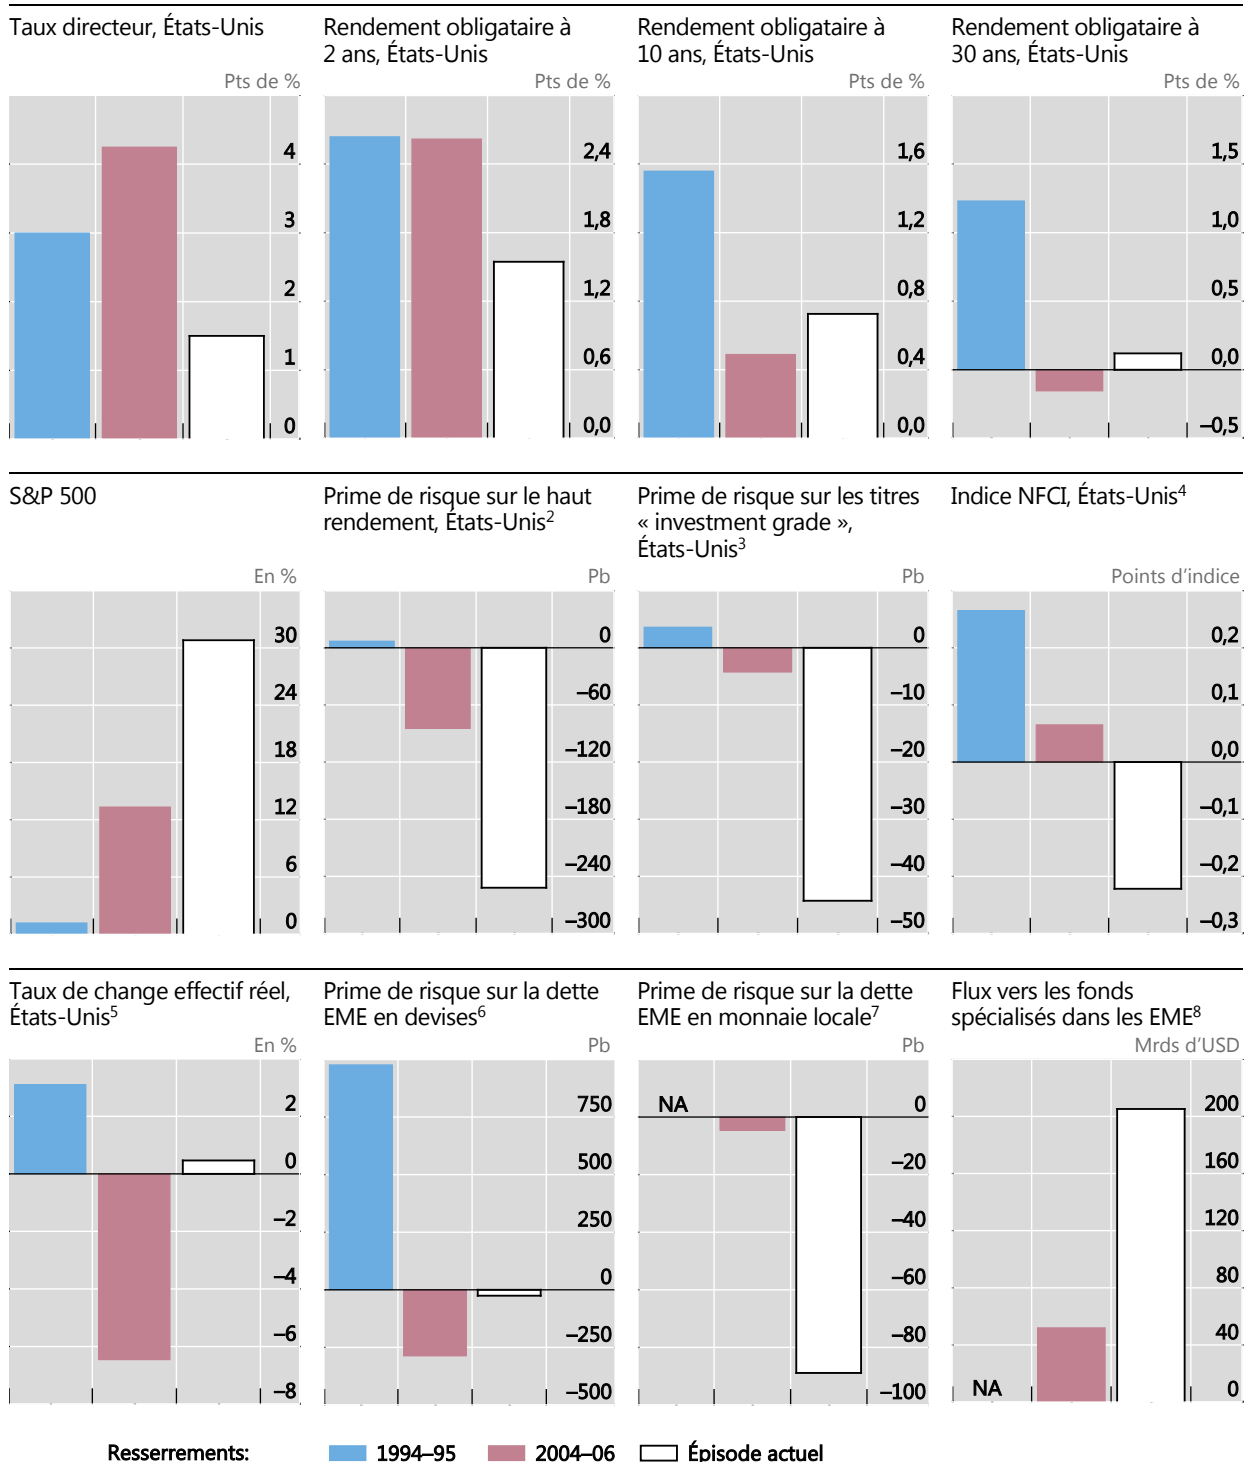 Taux directeur, États-Unis
Pts de %
4
3
2
1
0
Rendement obligataire à
2 ans, États-Unis
Pts de %
2,4
1,8
1,2
0,6
0,0
Rendement obligataire à
10 ans, États-Unis
Pts de %
1,6
1,2
0,8
0,4
0,0
Rendement obligataire à
30 ans, États-Unis
Pts de %
1,5
1,0
0,5
0,0
–0,5
S&P 500
En %
30
24
18
12
6
0
Prime de risque sur le haut
rendement, États-Unis²
Pb
0
–60
–120
–180
–240
–300
Prime de risque sur les titres
« investment grade »,
États-Unis³
Pb
0
–10
–20
–30
–40
–50
Indice NFCI, États-Unis⁴
Points d’indice
0,2
0,1
0,0
–0,1
–0,2
–0,3
Taux de change effectif réel,
États-Unis⁵
En %
2
0
–2
–4
–6
–8
Prime de risque sur la dette
EME en devises⁶
Pb
750
500
250
0
–250
–500
Prime de risque sur la dette
EME en monnaie locale⁷
Pb
NA
0
–20
–40
–60
–80
–100
Flux vers les fonds
spécialisés dans les EME⁸
Mrds d’USD
200
160
120
80
40
0
NA
Resserrements: 1994–95 2004–06 Épisode actuel